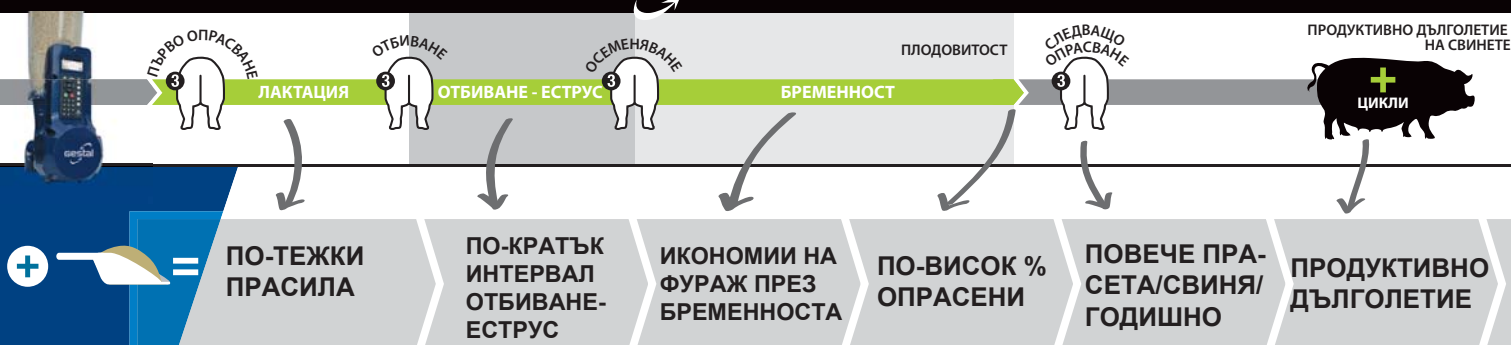 ПЪРВО ОПРАСВАНЕ
ОТБИВАНЕ
ОСЕМЕНЯВАНЕ
ПЛОДОВИТОСТ
СЛЕДВАЩО
ОПРАСВАНЕ
ПРОДУКТИВНО ДЪЛГОЛЕТИЕ
НА СВИНЕТЕ
3
ЛАКТАЦИЯ
3
ОТБИВАНЕ - ЕСТРУС
3
БРЕМЕННОСТ
3
+
ЦИКЛИ
Gestal
+
=
ПО-ТЕЖКИ
ПРАСИЛА
ПО-КРАТЪК
ИНТЕРВАЛ
ОТБИВАНЕ-
ЕСТРУС
ИКОНОМИИ НА
ФУРАЖ ПРЕЗ
БРЕМЕННОСТА
ПО-ВИСОК %
ОПРАСЕНИ
ПОВЕЧЕ ПРА-
СЕТА/СВИНЯ/
ГОДИШНО
ПРОДУКТИВНО
ДЪЛГОЛЕТИЕ